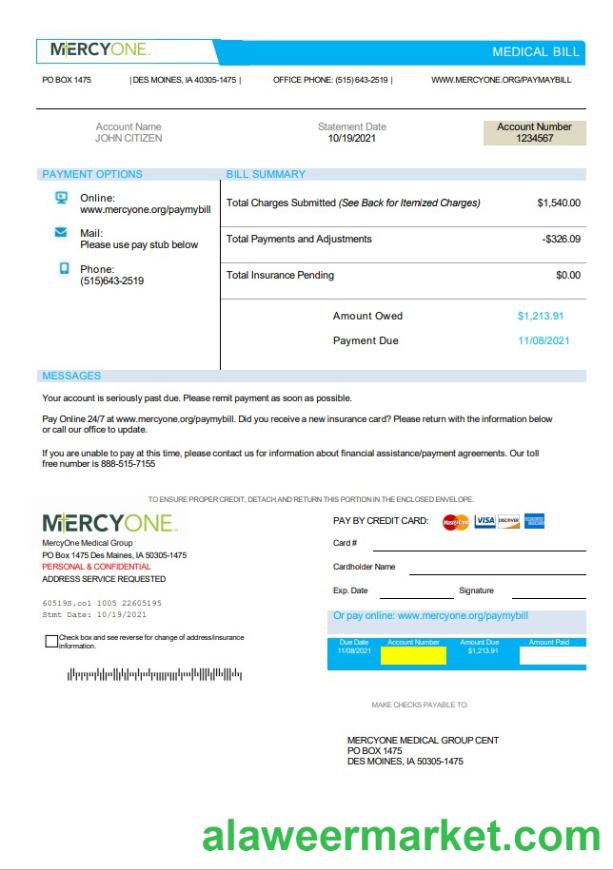 MERCYONE
MEDICAL BILL
PO BOX 1475 | DES MOINES, IA 40305-1475 | OFFICE PHONE: (515) 643-2519 | WWW.MERCYONE.ORG/PAYMAYBILL
Account Name
JOHN CITIZEN
Statement Date
10/19/2021
Account Number
1234567
PAYMENT OPTIONS
Online:
www.mercyone.org/paymybill
Mail:
Please use pay stub below
Phone:
(515)643-2519
BILL SUMMARY
Total Charges Submitted (See Back for Itemized Charges) $1,540.00
Total Payments and Adjustments -$326.09
Total Insurance Pending $0.00
Amount Owed $1,213.91
Payment Due 11/08/2021
MESSAGES
Your account is seriously past due. Please remit payment as soon as possible.
Pay Online 24/7 at www.mercyone.org/paymybill. Did you receive a new insurance card? Please return with the information below
or call our office to update.
If you are unable to pay at this time, please contact us for information about financial assistance/payment agreements. Our toll
free number is 888-515-7155
TO ENSURE PROPER CREDIT, DETACH AND RETURN THIS PORTION IN THE ENCLOSED ENVELOPE.
MERCYONE
MercyOne Medical Group
PO Box 1475 Des Maines, IA 50305-1475
PERSONAL & CONFIDENTIAL
ADDRESS SERVICE REQUESTED
60519S,co1 1005 22605195
Stmt Date: 10/19/2021
Check box and see reverse for change of address/insurance
information.
PAY BY CREDIT CARD: MasterCard VISA DISCOVER AMERICAN EXPRESS
Card #
Cardholder Name
Exp. Date Signature
Or pay online: www.mercyone.org/paymybill
Due Date Account Number Amount Due Amount Paid
11/08/2021 $1,213.91
MAKE CHECKS PAYABLE TO:
MERCYONE MEDICAL GROUP CENT
PO BOX 1475
DES MOINES, IA 50305-1475
alaweermarket.com